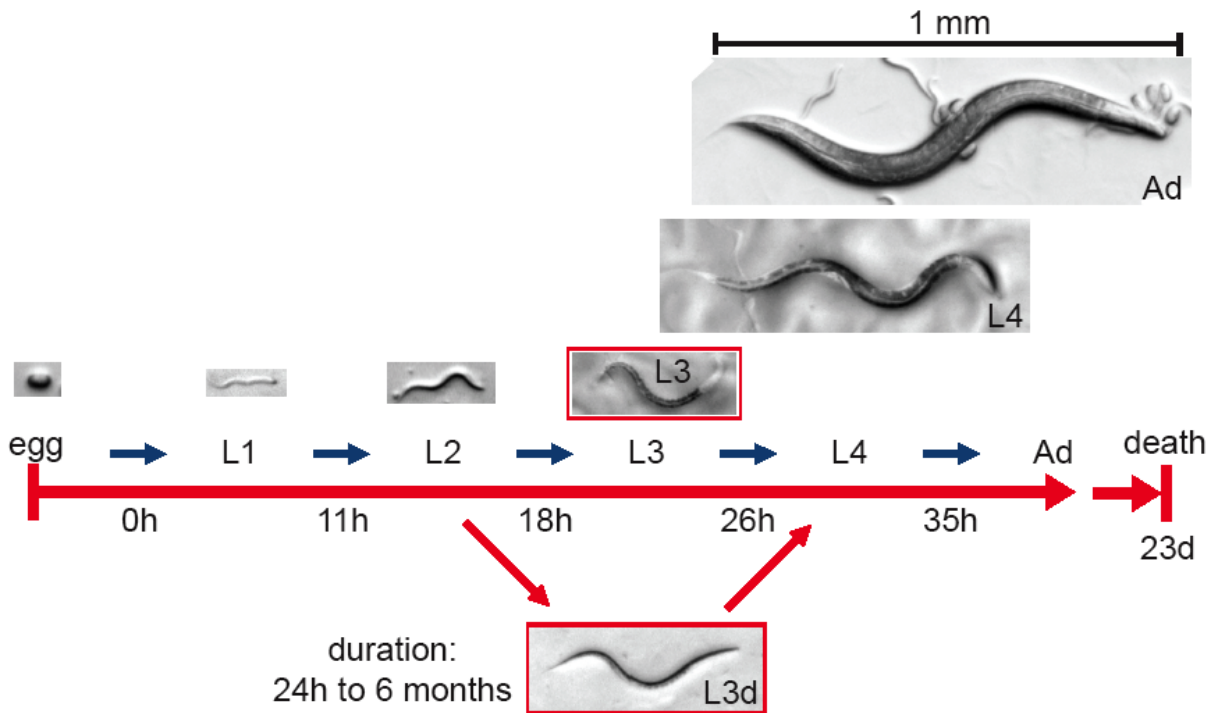 1 mm
Ad
L4
L3
egg
L1
L2
L3
L4
Ad
death
0h
11h
18h
26h
35h
23d
duration:
24h to 6 months
L3d